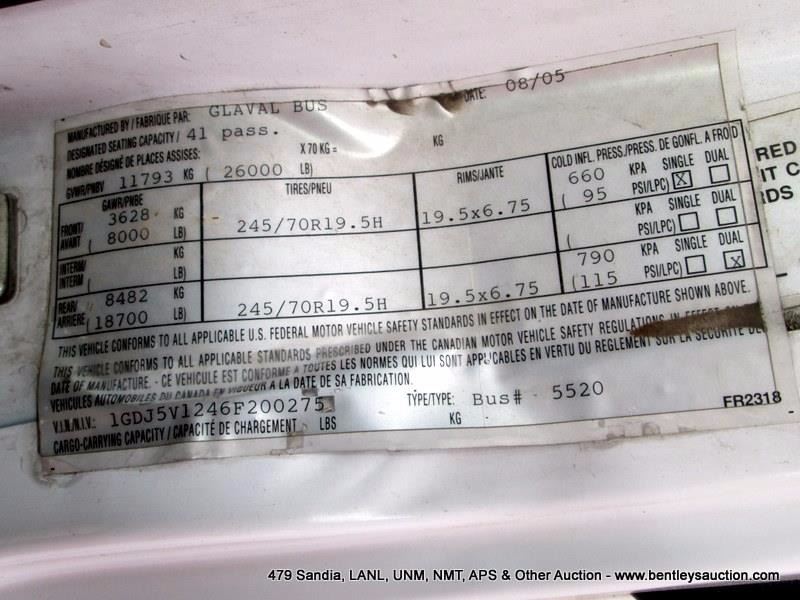 MANUFACTURED BY / FABRIQUE PAR: GLAVAL BUS DATE: 08/05
DESIGNATED SEATING CAPACITY / 41 pass.
NOMBRE DÉSIGNÉ DE PLACES ASSISES: X 70 KG = KG
GVWR/PNBV 11793 KG ( 26000 LB)
GAWR/PNBE TIRES/PNEU RIMS/JANTE COLD INFL. PRESS./PRESS. DE GONFL. A FROID
FRONT/ AVANT 3628 KG ( 8000 LB) 245/70R19.5H 19.5x6.75 660 KPA SINGLE DUAL ( 95 PSI/LPC) X
INTERM/ INTERM ( KG LB) ( KPA SINGLE DUAL PSI/LPC)
REAR/ ARRIÈRE 8482 KG (18700 LB) 245/70R19.5H 19.5x6.75 790 KPA SINGLE DUAL (115 PSI/LPC) X
THIS VEHICLE CONFORMS TO ALL APPLICABLE U.S. FEDERAL MOTOR VEHICLE SAFETY STANDARDS IN EFFECT ON THE DATE OF MANUFACTURE SHOWN ABOVE.
THIS VEHICLE CONFORMS TO ALL APPLICABLE STANDARDS PRESCRIBED UNDER THE CANADIAN MOTOR VEHICLE SAFETY REGULATIONS IN EFFECT
DATE OF MANUFACTURE. - CE VEHICULE EST CONFORME A TOUTES LES NORMES QUI LUI SONT APPLICABLES EN VERTU DU REGLEMENT SUR LA SECURITE
VEHICULES AUTOMOBILES DU CANADA EN VIGUEUR A LA DATE DE SA FABRICATION.
V.I.N./N.I.V.: 1GDJ5V1246F200275 TYPE/TYPE: Bus# 5520
CARGO-CARRYING CAPACITY / CAPACITÉ DE CHARGEMENT LBS KG FR2318
RED
IT C
RDS
479 Sandia, LANL, UNM, NMT, APS & Other Auction - www.bentleysauction.com